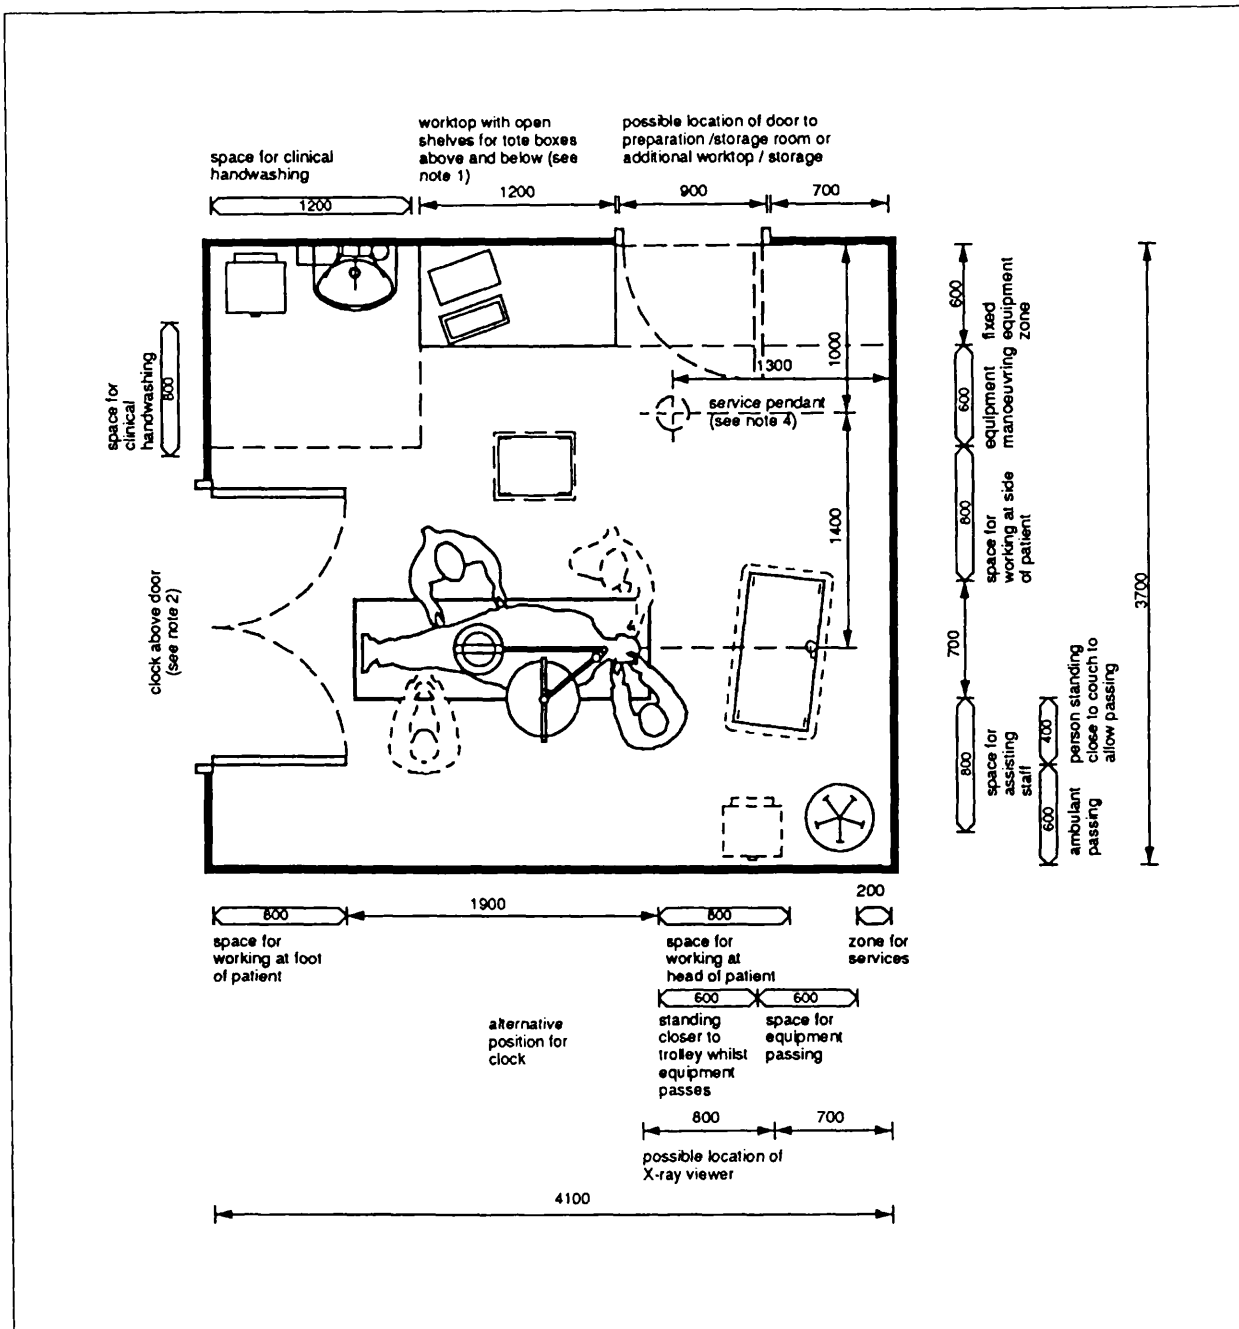 worktop with open
shelves for tote boxes
above and below (see
note 1)
possible location of door to
preparation /storage room or
additional worktop / storage
space for clinical
handwashing
1200
1200
900
700
space for
clinical
handwashing
800
1000
1300
service pendant
(see note 4)
1400
clock above door
(see note 2)
600
fixed
equipment
zone
600
equipment
manoeuvring
800
space for
working at side
of patient
700
800
space for
assisting
staff
400
person standing
close to couch to
allow passing
600
ambulant
passing
3700
800
1900
800
200
space for
working at foot
of patient
space for
working at
head of patient
zone for
services
600
600
standing
closer to
trolley whilst
equipment
passes
space for
equipment
passing
alternative
position for
clock
800
700
possible location of
X-ray viewer
4100